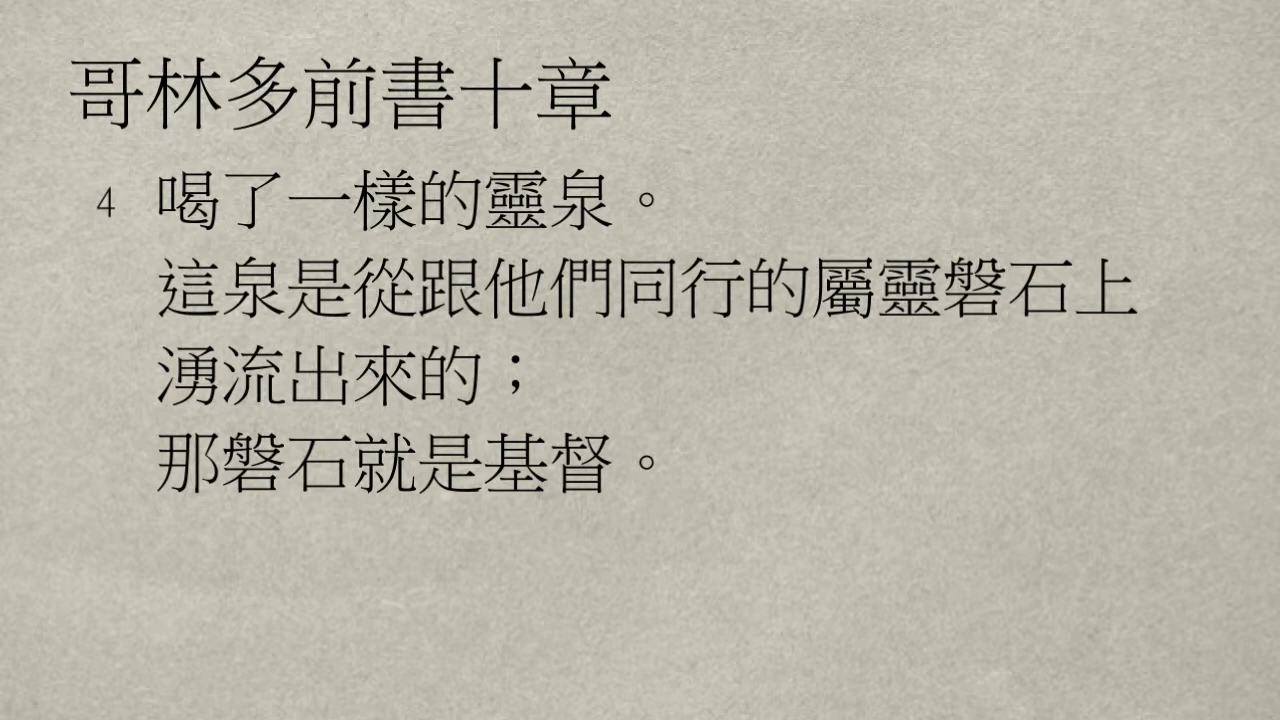 哥林多前書十章
4 喝了一樣的靈泉。
這泉是從跟他們同行的屬靈磐石上
湧流出來的；
那磐石就是基督。